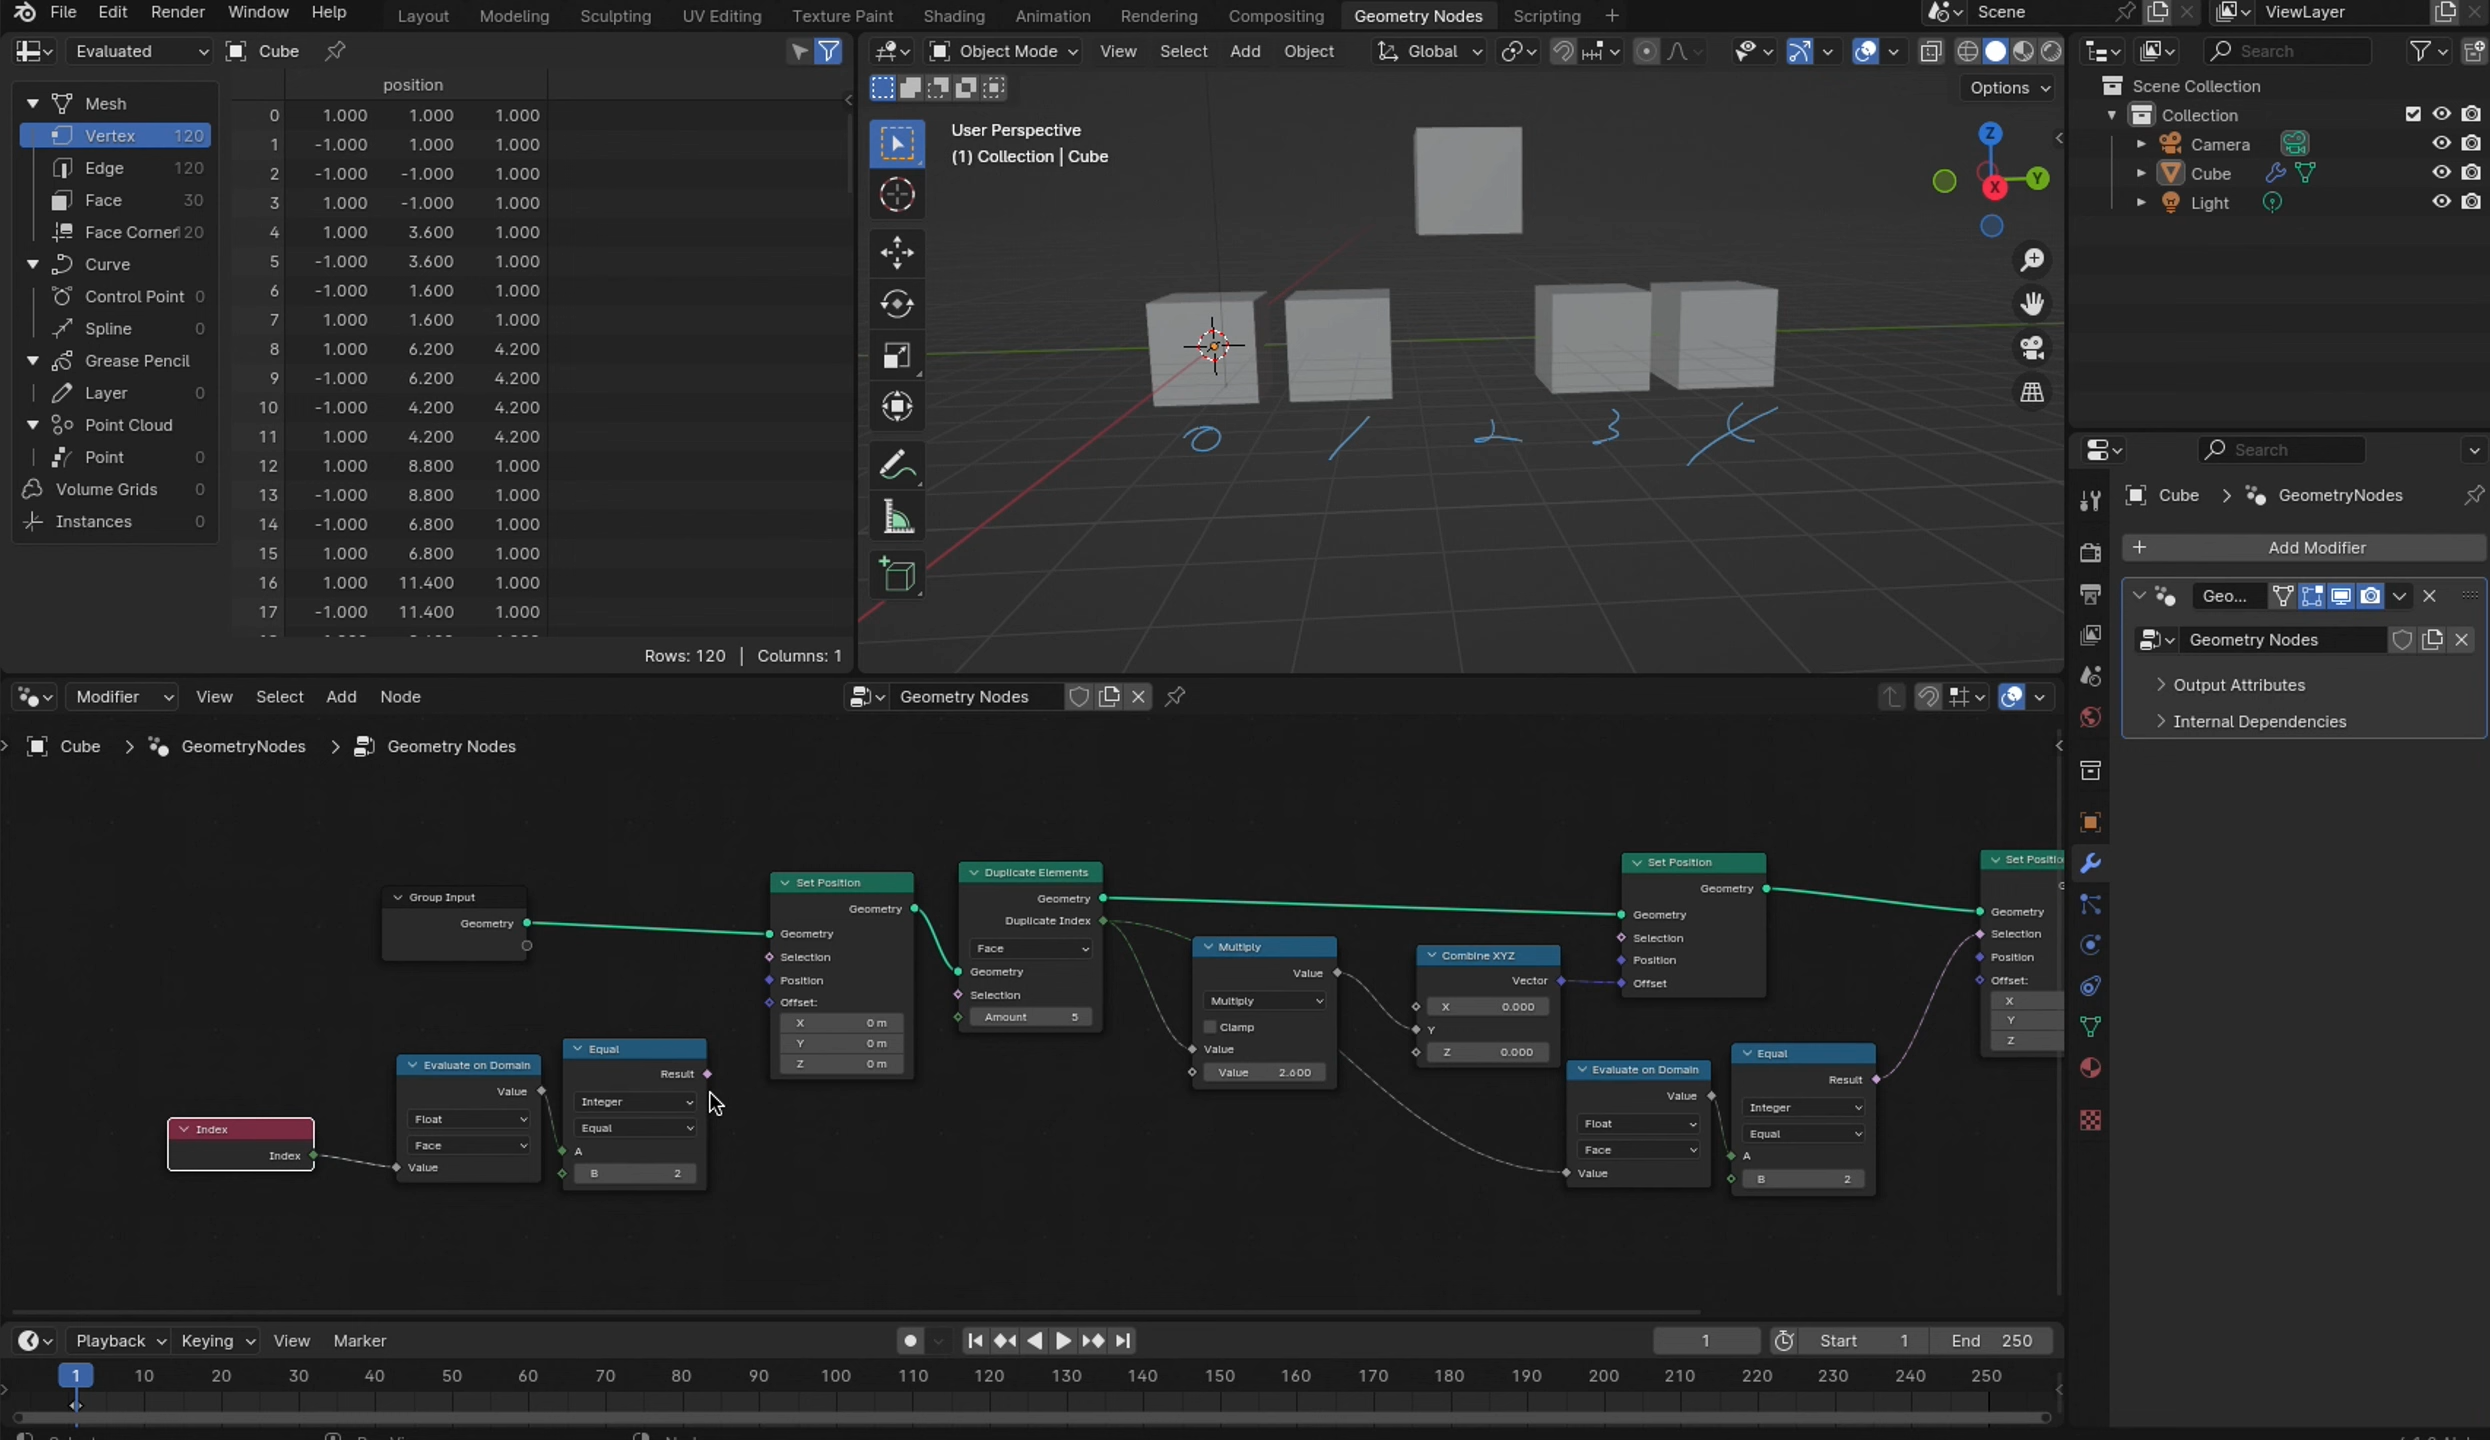 File Edit Render Window Help Layout Modeling Sculpting UV Editing Texture Paint Shading Animation Rendering Compositing Geometry Nodes Scripting + Scene ViewLayer
Evaluated Cube
position
Mesh
Vertex 120
Edge 120
Face 30
Face Corner 120
Curve
Control Point 0
Spline 0
Grease Pencil
Layer 0
Point Cloud
Point 0
Volume Grids 0
Instances 0
0 1.000 1.000 1.000
1 -1.000 1.000 1.000
2 -1.000 -1.000 1.000
3 1.000 -1.000 1.000
4 1.000 3.600 1.000
5 -1.000 3.600 1.000
6 -1.000 1.600 1.000
7 1.000 1.600 1.000
8 1.000 6.200 4.200
9 -1.000 6.200 4.200
10 -1.000 4.200 4.200
11 1.000 4.200 4.200
12 1.000 8.800 1.000
13 -1.000 8.800 1.000
14 -1.000 6.800 1.000
15 1.000 6.800 1.000
16 1.000 11.400 1.000
17 -1.000 11.400 1.000
Rows: 120 | Columns: 1
Object Mode View Select Add Object Global
Options
User Perspective
(1) Collection | Cube
Z
Y
X
0 1 2 3 4
Search
Scene Collection
Collection
Camera
Cube
Light
Search
Cube > GeometryNodes
+ Add Modifier
Geo...
Geometry Nodes
Output Attributes
Internal Dependencies
Modifier View Select Add Node Geometry Nodes
Cube > GeometryNodes > Geometry Nodes
Group Input
Geometry
Index
Index
Evaluate on Domain
Value
Float
Face
Value
Equal
Result
Integer
Equal
A
B 2
Set Position
Geometry
Geometry
Selection
Position
Offset:
X 0 m
Y 0 m
Z 0 m
Duplicate Elements
Geometry
Duplicate Index
Face
Geometry
Selection
Amount 5
Multiply
Value
Multiply
Clamp
Value
Value 2.600
Combine XYZ
Vector
X 0.000
Y
Z 0.000
Set Position
Geometry
Geometry
Selection
Position
Offset
Evaluate on Domain
Value
Float
Face
Value
Equal
Result
Integer
Equal
A
B 2
Set Positio
Geometry
Selection
Position
Offset:
X
Y
Z
Playback Keying View Marker 1 Start 1 End 250
1 10 20 30 40 50 60 70 80 90 100 110 120 130 140 150 160 170 180 190 200 210 220 230 240 250